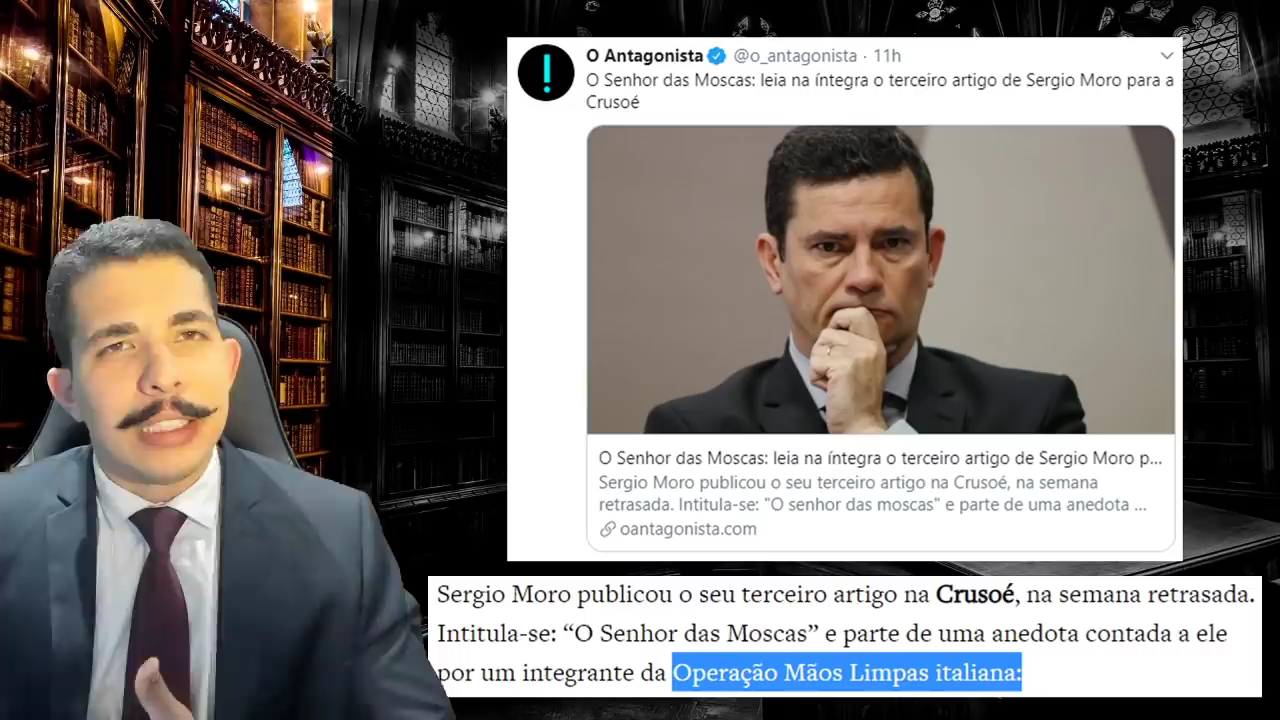 O Antagonista @o_antagonista · 11h
O Senhor das Moscas: leia na íntegra o terceiro artigo de Sergio Moro para a
Crusoé
O Senhor das Moscas: leia na íntegra o terceiro artigo de Sergio Moro p...
Sergio Moro publicou o seu terceiro artigo na Crusoé, na semana
retrasada. Intitula-se: "O senhor das moscas" e parte de uma anedota ...
oantagonista.com
Sergio Moro publicou o seu terceiro artigo na Crusoé, na semana retrasada.
Intitula-se: “O Senhor das Moscas” e parte de uma anedota contada a ele
por um integrante da Operação Mãos Limpas italiana: